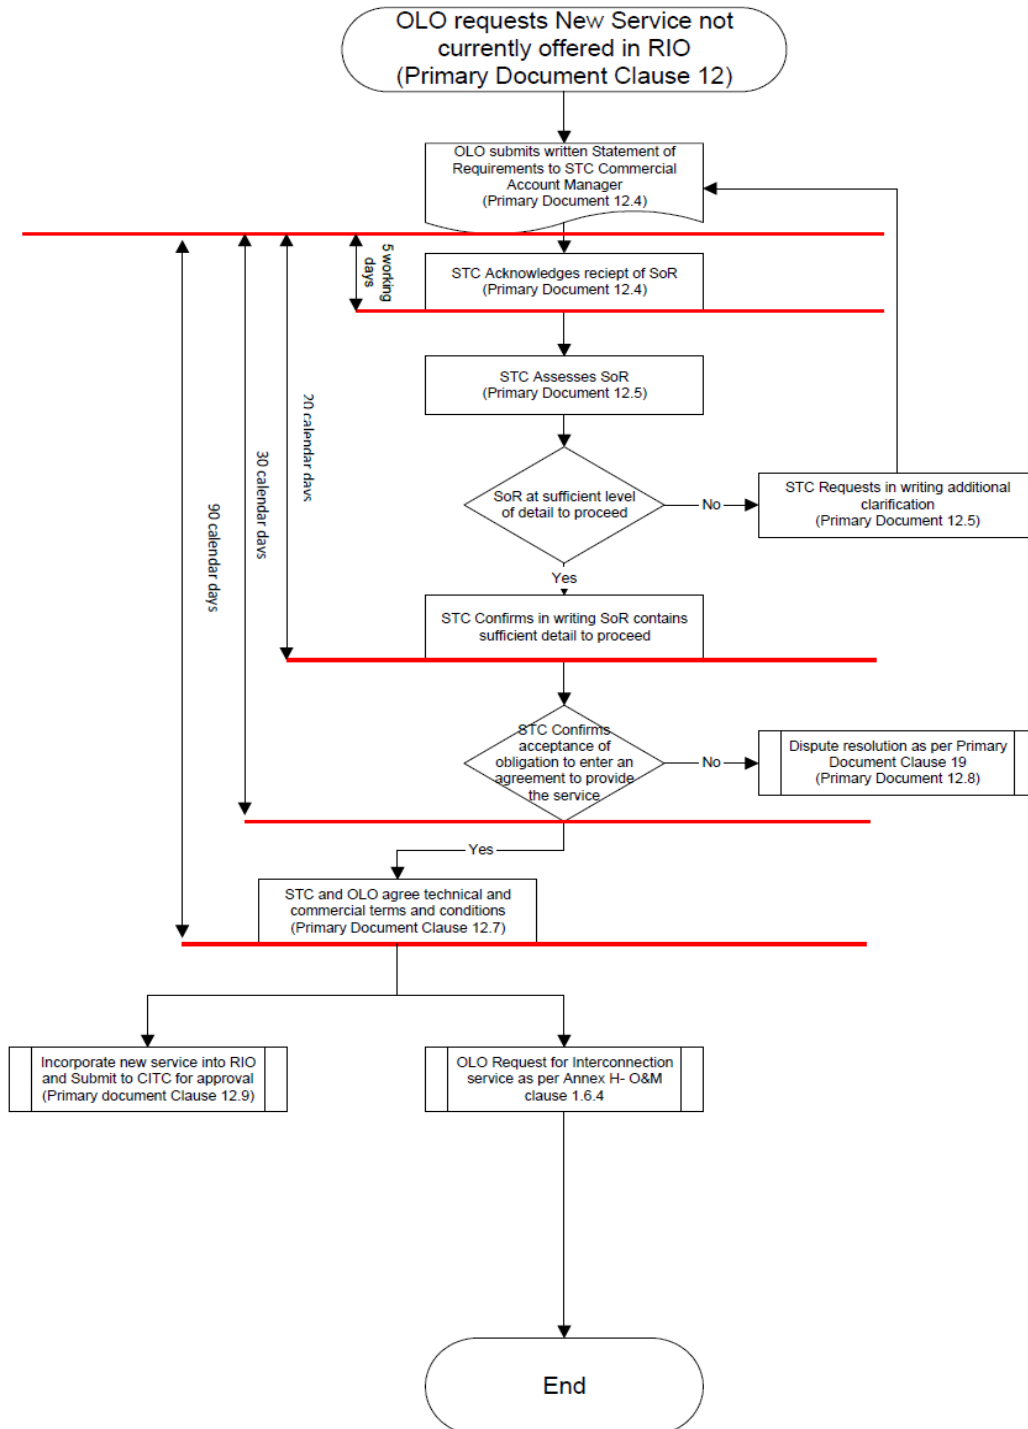 OLO requests New Service not
currently offered in RIO
(Primary Document Clause 12)
OLO submits written Statement of
Requirements to STC Commercial
Account Manager
(Primary Document 12.4)
5 working
days
STC Acknowledges reciept of SoR
(Primary Document 12.4)
STC Assesses SoR
(Primary Document 12.5)
20 calendar days
30 calendar days
90 calendar days
SoR at sufficient level
of detail to proceed
No
STC Requests in writing additional
clarification
(Primary Document 12.5)
Yes
STC Confirms in writing SoR contains
sufficient detail to proceed
STC Confirms
acceptance of
obligation to enter an
agreement to provide
the service
No
Dispute resolution as per Primary
Document Clause 19
(Primary Document 12.8)
Yes
STC and OLO agree technical and
commercial terms and conditions
(Primary Document Clause 12.7)
Incorporate new service into RIO
and Submit to CITC for approval
(Primary document Clause 12.9)
OLO Request for Interconnection
service as per Annex H- O&M
clause 1.6.4
End